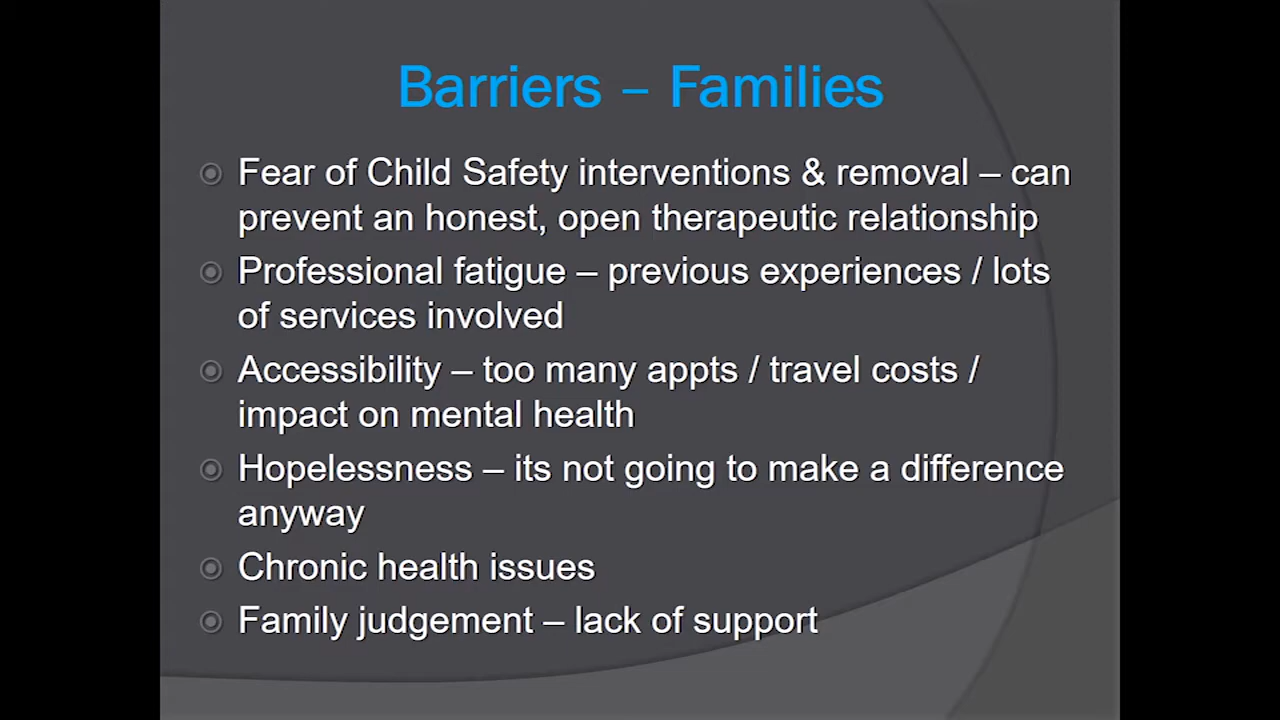 Barriers – Families
Fear of Child Safety interventions & removal – can
prevent an honest, open therapeutic relationship
Professional fatigue – previous experiences / lots
of services involved
Accessibility – too many appts / travel costs /
impact on mental health
Hopelessness – its not going to make a difference
anyway
Chronic health issues
Family judgement – lack of support